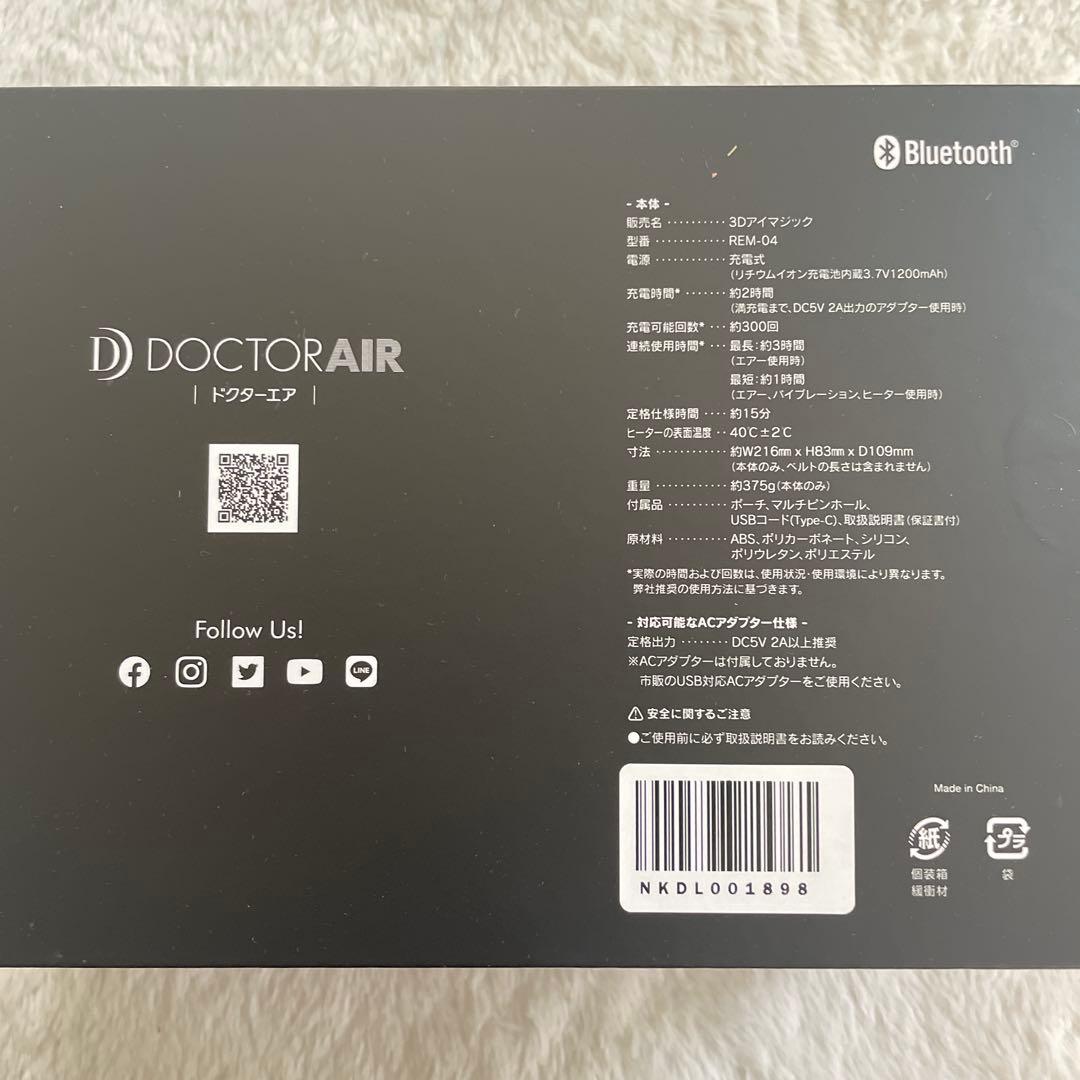 Bluetooth®
DOCTORAIR
| ドクターエア |
Follow Us!
LINE
- 本体 -
販売名 ･･････････ 3Dアイマジック
型番 ････････････ REM-04
電源 ････････････ 充電式
(リチウムイオン充電池内蔵3.7V1200mAh)
充電時間* ･･･････ 約2時間
(満充電まで、DC5V 2A出力のアダプター使用時)
充電可能回数* ･･･ 約300回
連続使用時間* ･･･ 最長:約3時間
(エアー使用時)
最短:約1時間
(エアー、バイブレーション、ヒーター使用時)
定格仕様時間 ････ 約15分
ヒーターの表面温度 ･･ 40℃±2℃
寸法 ････････････ 約W216㎜ x H83㎜ x D109mm
(本体のみ、ベルトの長さは含まれません)
重量 ････････････ 約375g(本体のみ)
付属品 ･･････････ ポーチ、マルチピンホール、
USBコード(Type-C)、取扱説明書(保証書付)
原材料 ･･････････ ABS、ポリカーボネート、シリコン、
ポリウレタン、ポリエステル
*実際の時間および回数は、使用状況・使用環境により異なります。
弊社推奨の使用方法に基づきます。
- 対応可能なACアダプター仕様 -
定格出力 ････････ DC5V 2A以上推奨
※ACアダプターは付属しておりません。
市販のUSB対応ACアダプターをご使用ください。
⚠ 安全に関するご注意
●ご使用前に必ず取扱説明書をお読みください。
NKDL001898
Made in China
紙
個装箱
緩衝材
プラ
袋